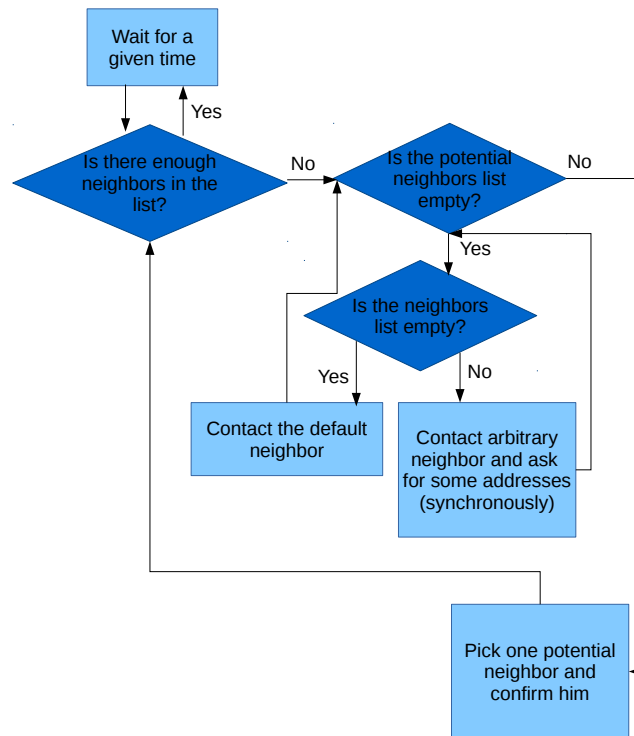 Wait for a
given time
Yes
Is there enough
neighbors in the
list?
No
Is the potential
neighbors list
empty?
No
Yes
Is the neighbors
list empty?
Yes
No
Contact the default
neighbor
Contact arbitrary
neighbor and ask
for some addresses
(synchronously)
Pick one potential
neighbor and
confirm him